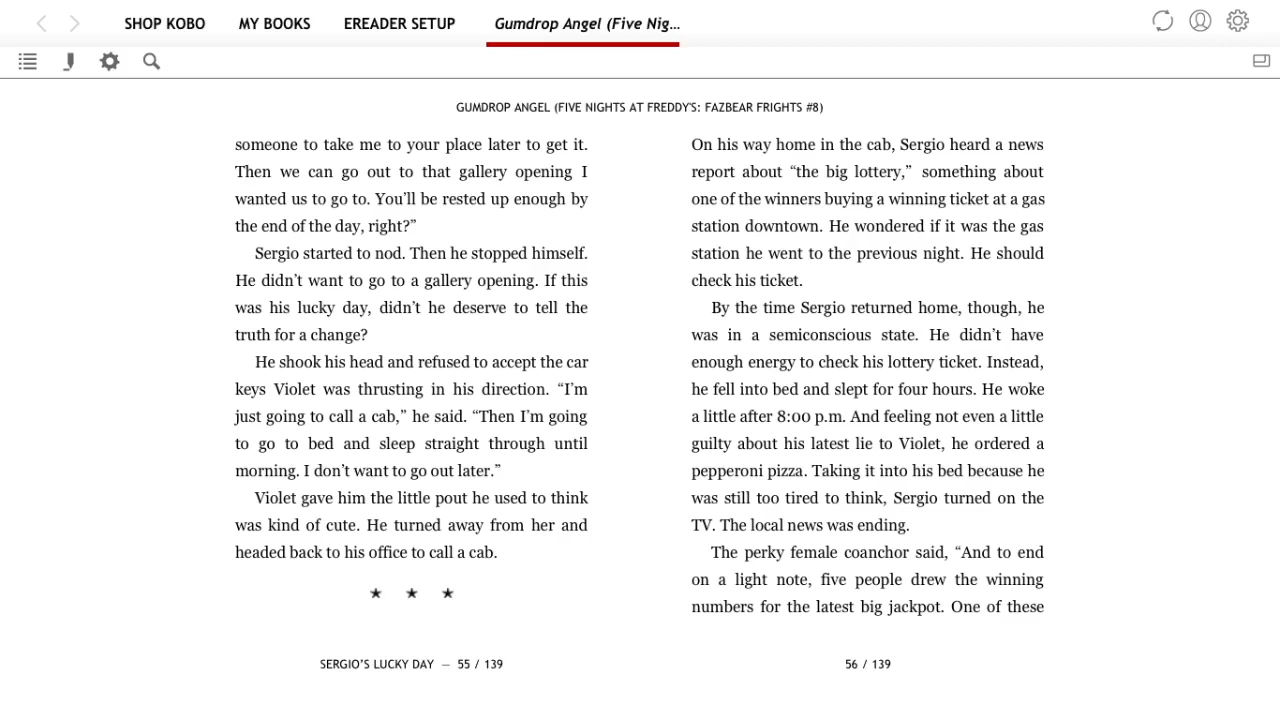 SHOP KOBO
MY BOOKS
EREADER SETUP
Gumdrop Angel (Five Nig...
GUMDROP ANGEL (FIVE NIGHTS AT FREDDY'S: FAZBEAR FRIGHTS #8)
someone to take me to your place later to get it.
Then we can go out to that gallery opening I
wanted us to go to. You’ll be rested up enough by
the end of the day, right?”
Sergio started to nod. Then he stopped himself.
He didn’t want to go to a gallery opening. If this
was his lucky day, didn’t he deserve to tell the
truth for a change?
He shook his head and refused to accept the car
keys Violet was thrusting in his direction. “I’m
just going to call a cab,” he said. “Then I’m going
to go to bed and sleep straight through until
morning. I don’t want to go out later.”
Violet gave him the little pout he used to think
was kind of cute. He turned away from her and
headed back to his office to call a cab.
★ ★ ★
SERGIO’S LUCKY DAY – 55 / 139
On his way home in the cab, Sergio heard a news
report about “the big lottery,” something about
one of the winners buying a winning ticket at a gas
station downtown. He wondered if it was the gas
station he went to the previous night. He should
check his ticket.
By the time Sergio returned home, though, he
was in a semiconscious state. He didn’t have
enough energy to check his lottery ticket. Instead,
he fell into bed and slept for four hours. He woke
a little after 8:00 p.m. And feeling not even a little
guilty about his latest lie to Violet, he ordered a
pepperoni pizza. Taking it into his bed because he
was still too tired to think, Sergio turned on the
TV. The local news was ending.
The perky female coanchor said, “And to end
on a light note, five people drew the winning
numbers for the latest big jackpot. One of these
56 / 139